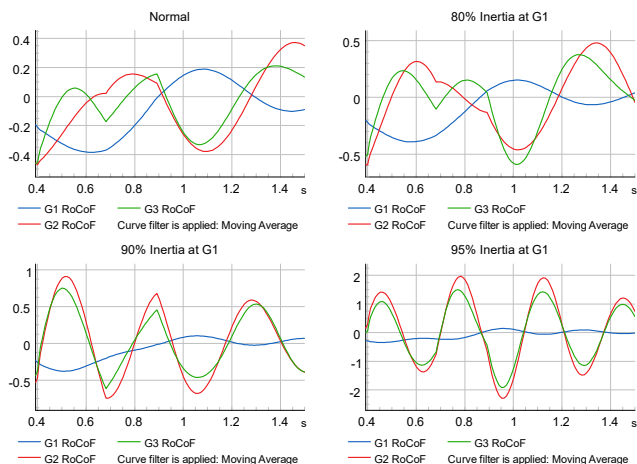 Normal
0.4
0.2
0
-0.2
-0.4
0.4 0.6 0.8 1 1.2 1.4 s
G1 RoCoF G3 RoCoF
G2 RoCoF Curve filter is applied: Moving Average
80% Inertia at G1
0.5
0
-0.5
0.4 0.6 0.8 1 1.2 1.4 s
G1 RoCoF G3 RoCoF
G2 RoCoF Curve filter is applied: Moving Average
90% Inertia at G1
1
0.5
0
-0.5
0.4 0.6 0.8 1 1.2 1.4 s
G1 RoCoF G3 RoCoF
G2 RoCoF Curve filter is applied: Moving Average
95% Inertia at G1
2
1
0
-1
-2
0.4 0.6 0.8 1 1.2 1.4 s
G1 RoCoF G3 RoCoF
G2 RoCoF Curve filter is applied: Moving Average